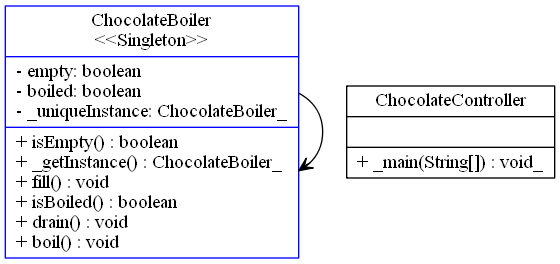 ChocolateBoiler
<<Singleton>>
- empty: boolean
- boiled: boolean
- _uniqueInstance: ChocolateBoiler_
+ isEmpty() : boolean
+ _getInstance() : ChocolateBoiler_
+ fill() : void
+ isBoiled() : boolean
+ drain() : void
+ boil() : void
ChocolateController
+ _main(String[]) : void_